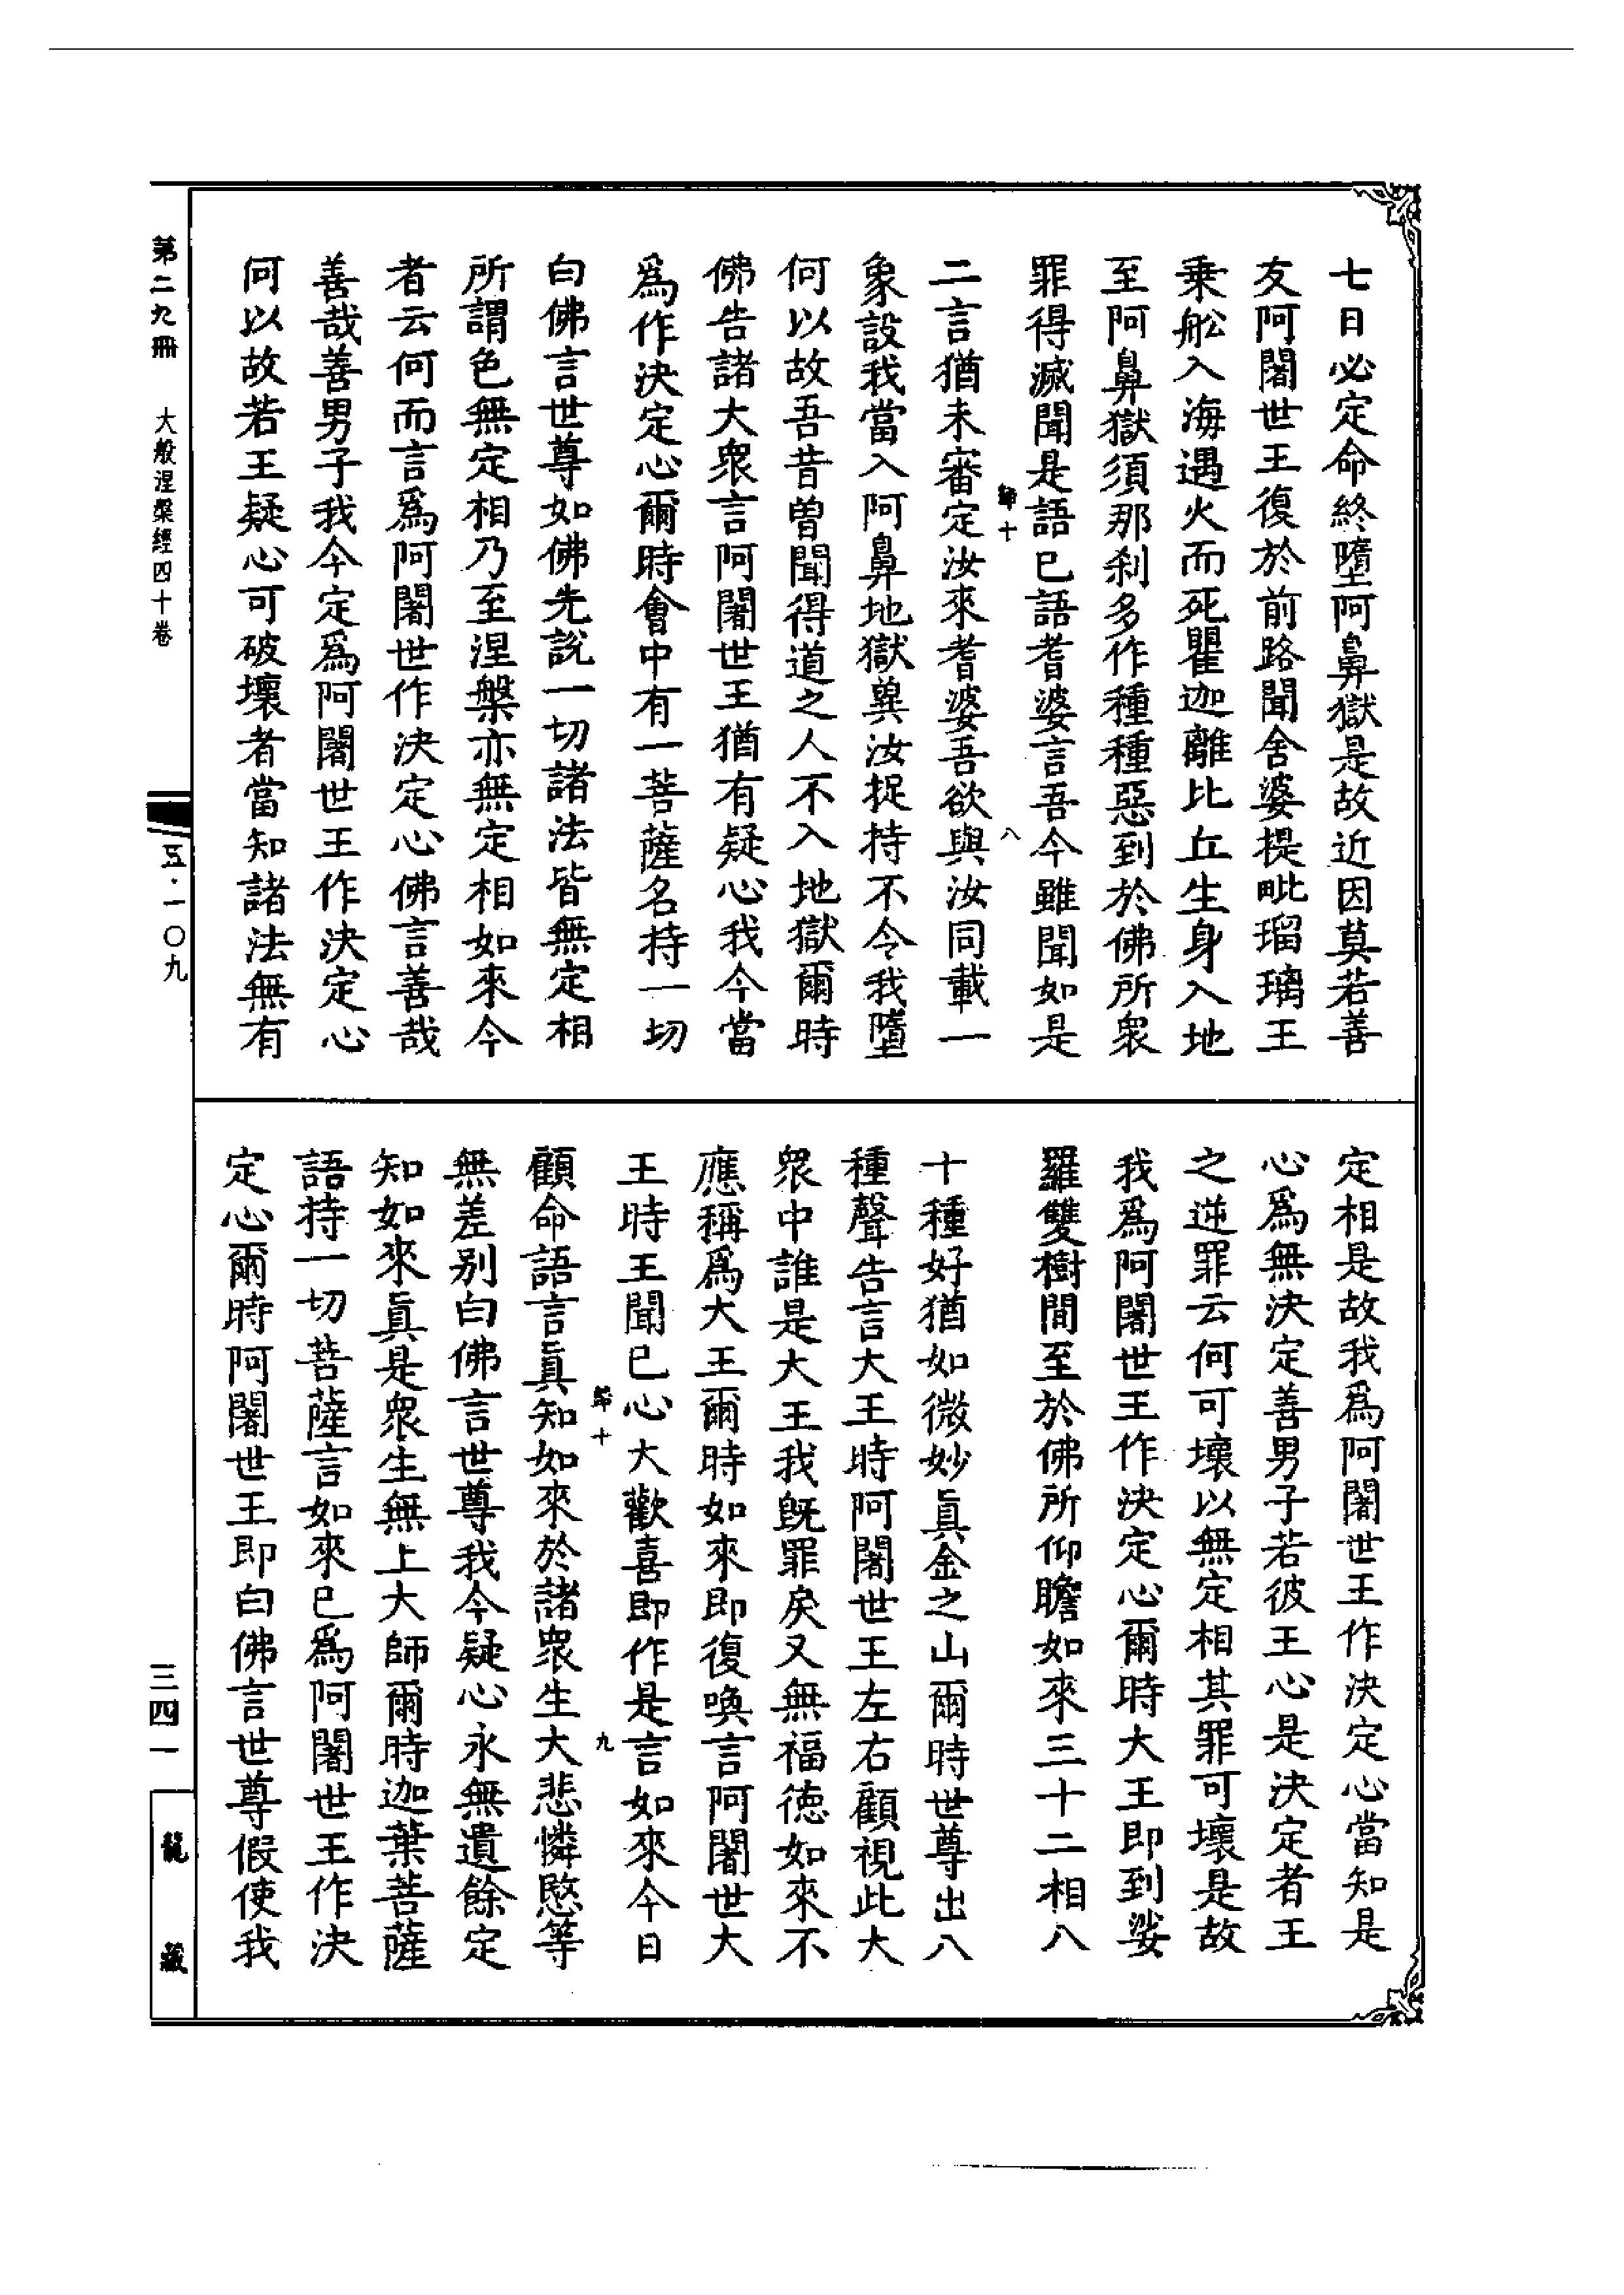 七日必定命終墮阿鼻獄是故近因莫若善
友阿闍世王復於前路聞舍婆提毗瑠璃王
乗舩入海遇火而死瞿迦離比丘生身入地
至阿鼻獄須那刹多作種種惡到於佛所衆
罪得滅聞是語已語耆婆言吾今雖聞如是
歸十
八
二言猶未審定汝來耆婆吾欲與汝同載一
象設我當入阿鼻地獄冀汝捉持不令我墮
何以故吾昔曽聞得道之人不入地獄爾時
佛告諸大衆言阿闍世王猶有疑心我今當
爲作決定心爾時會中有一菩薩名持一切
白佛言世尊如佛先說一切諸法皆無定相
所謂色無定相乃至涅槃亦無定相如來今
者云何而言爲阿闍世作決定心佛言善哉
善哉善男子我今定爲阿闍世王作決定心
何以故若王疑心可破壞者當知諸法無有
定相是故我爲阿闍世王作決定心當知是
心爲無決定善男子若彼王心是決定者王
之逆罪云何可壞以無定相其罪可壞是故
我爲阿闍世王作決定心爾時大王即到娑
羅雙樹間至於佛所仰瞻如來三十二相八
十種好猶如微妙眞金之山爾時世尊出八
種聲告言大王時阿闍世王左右顧視此大
衆中誰是大王我旣罪戾又無福徳如來不
應稱爲大王爾時如來即復喚言阿闍世大
王時王聞已心大歡喜即作是言如來今日
歸十
九
顧命語言眞知如來於諸衆生大悲憐愍等
無差别白佛言世尊我今疑心永無遺餘定
知如來眞是衆生無上大師爾時迦葉菩薩
語持一切菩薩言如來已爲阿闍世王作決
定心爾時阿闍世王即白佛言世尊假使我
第二九冊
大般涅槃經四十卷
五·一〇九
三四一
龍藏